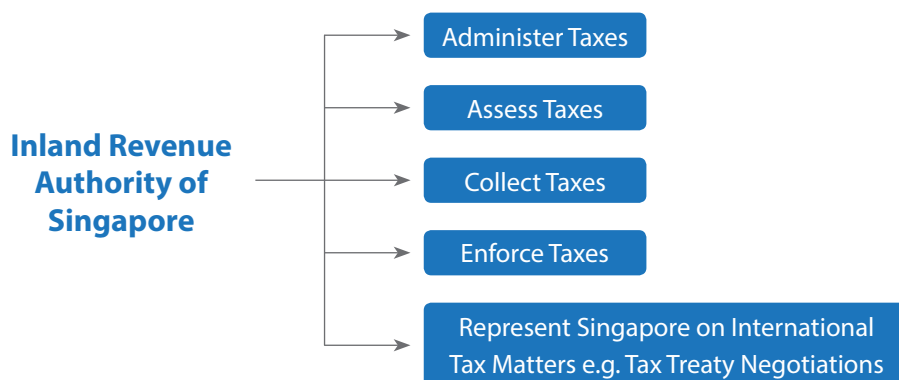 Inland Revenue
Authority of
Singapore
Administer Taxes
Assess Taxes
Collect Taxes
Enforce Taxes
Represent Singapore on International
Tax Matters e.g. Tax Treaty Negotiations